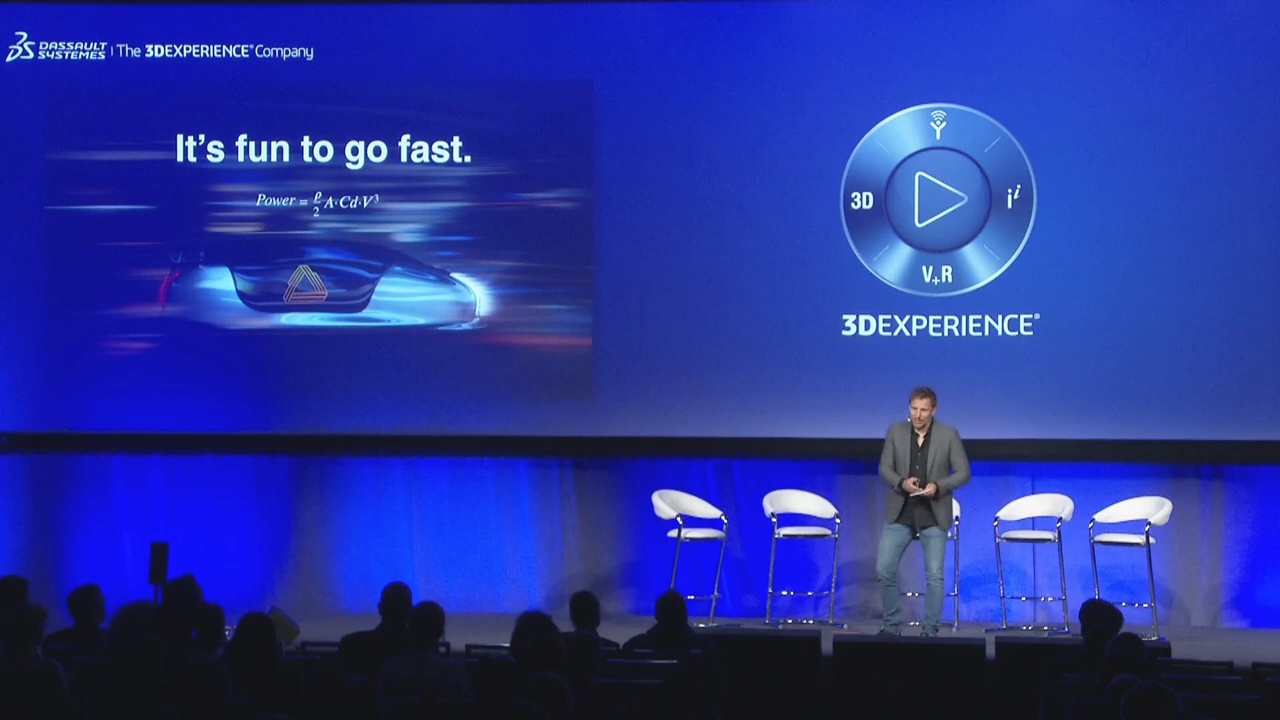 DASSAULT SYSTEMES | The 3DEXPERIENCE® Company
It's fun to go fast.
Power = ρ/2 A·Cd·V³
3D
i^i
V+R
3DEXPERIENCE®